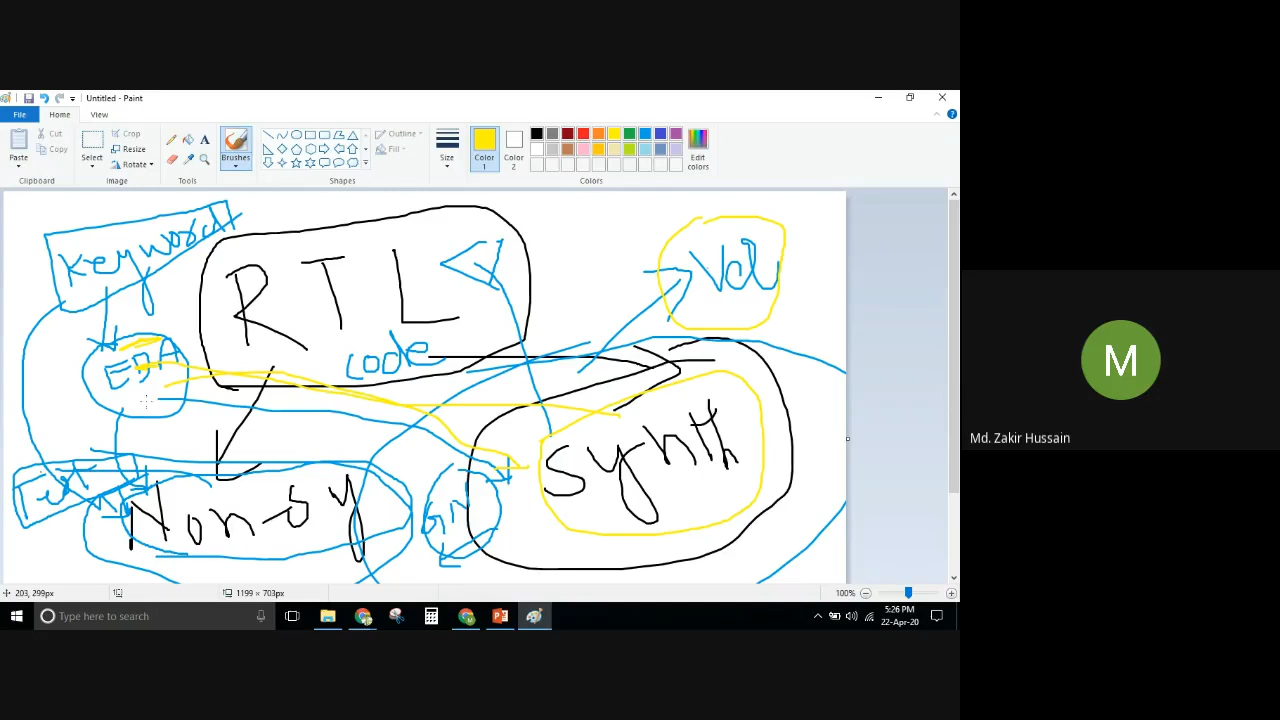 Untitled - Paint
File
Home
View
Paste
Cut
Copy
Clipboard
Select
Crop
Resize
Rotate
Image
Tools
Brushes
Shapes
Outline
Fill
Size
Color
1
Color
2
Edit
colors
Colors
Keyword
RTL
code
EDA
Non-sy
Synth
203, 299px
1199 × 703px
100%
Type here to search
5:26 PM
22-Apr-20
M
Md. Zakir Hussain